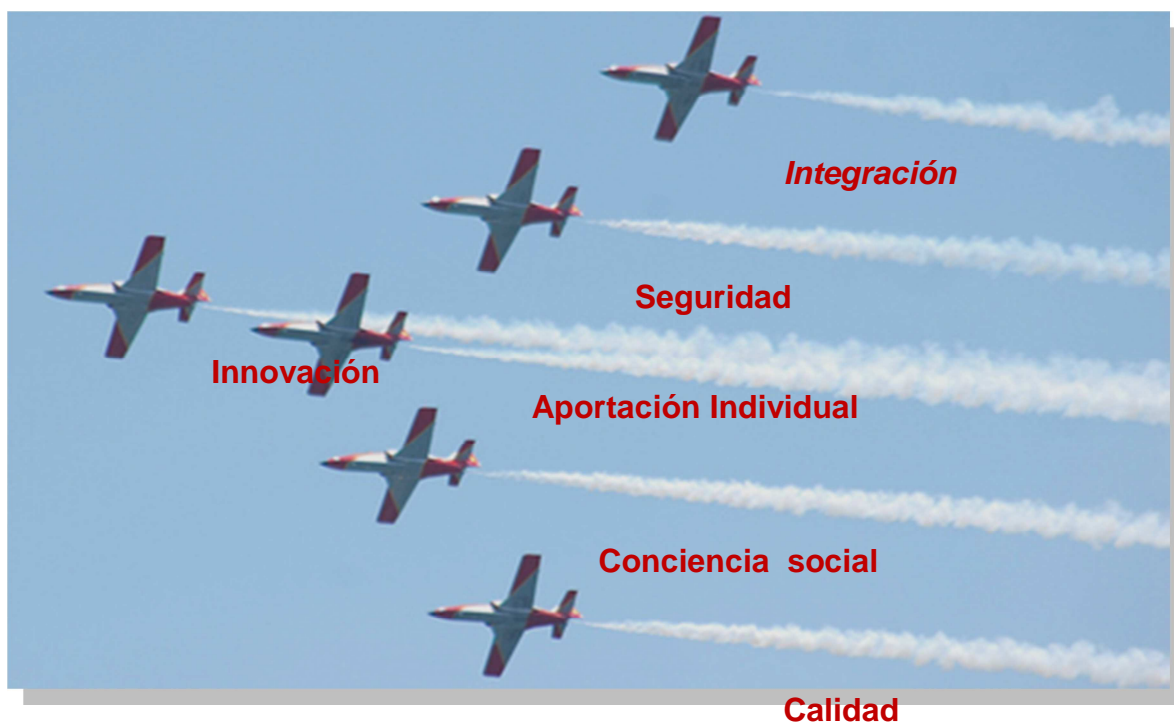 Integración
Seguridad
Innovación
Aportación Individual
Conciencia  social
Calidad